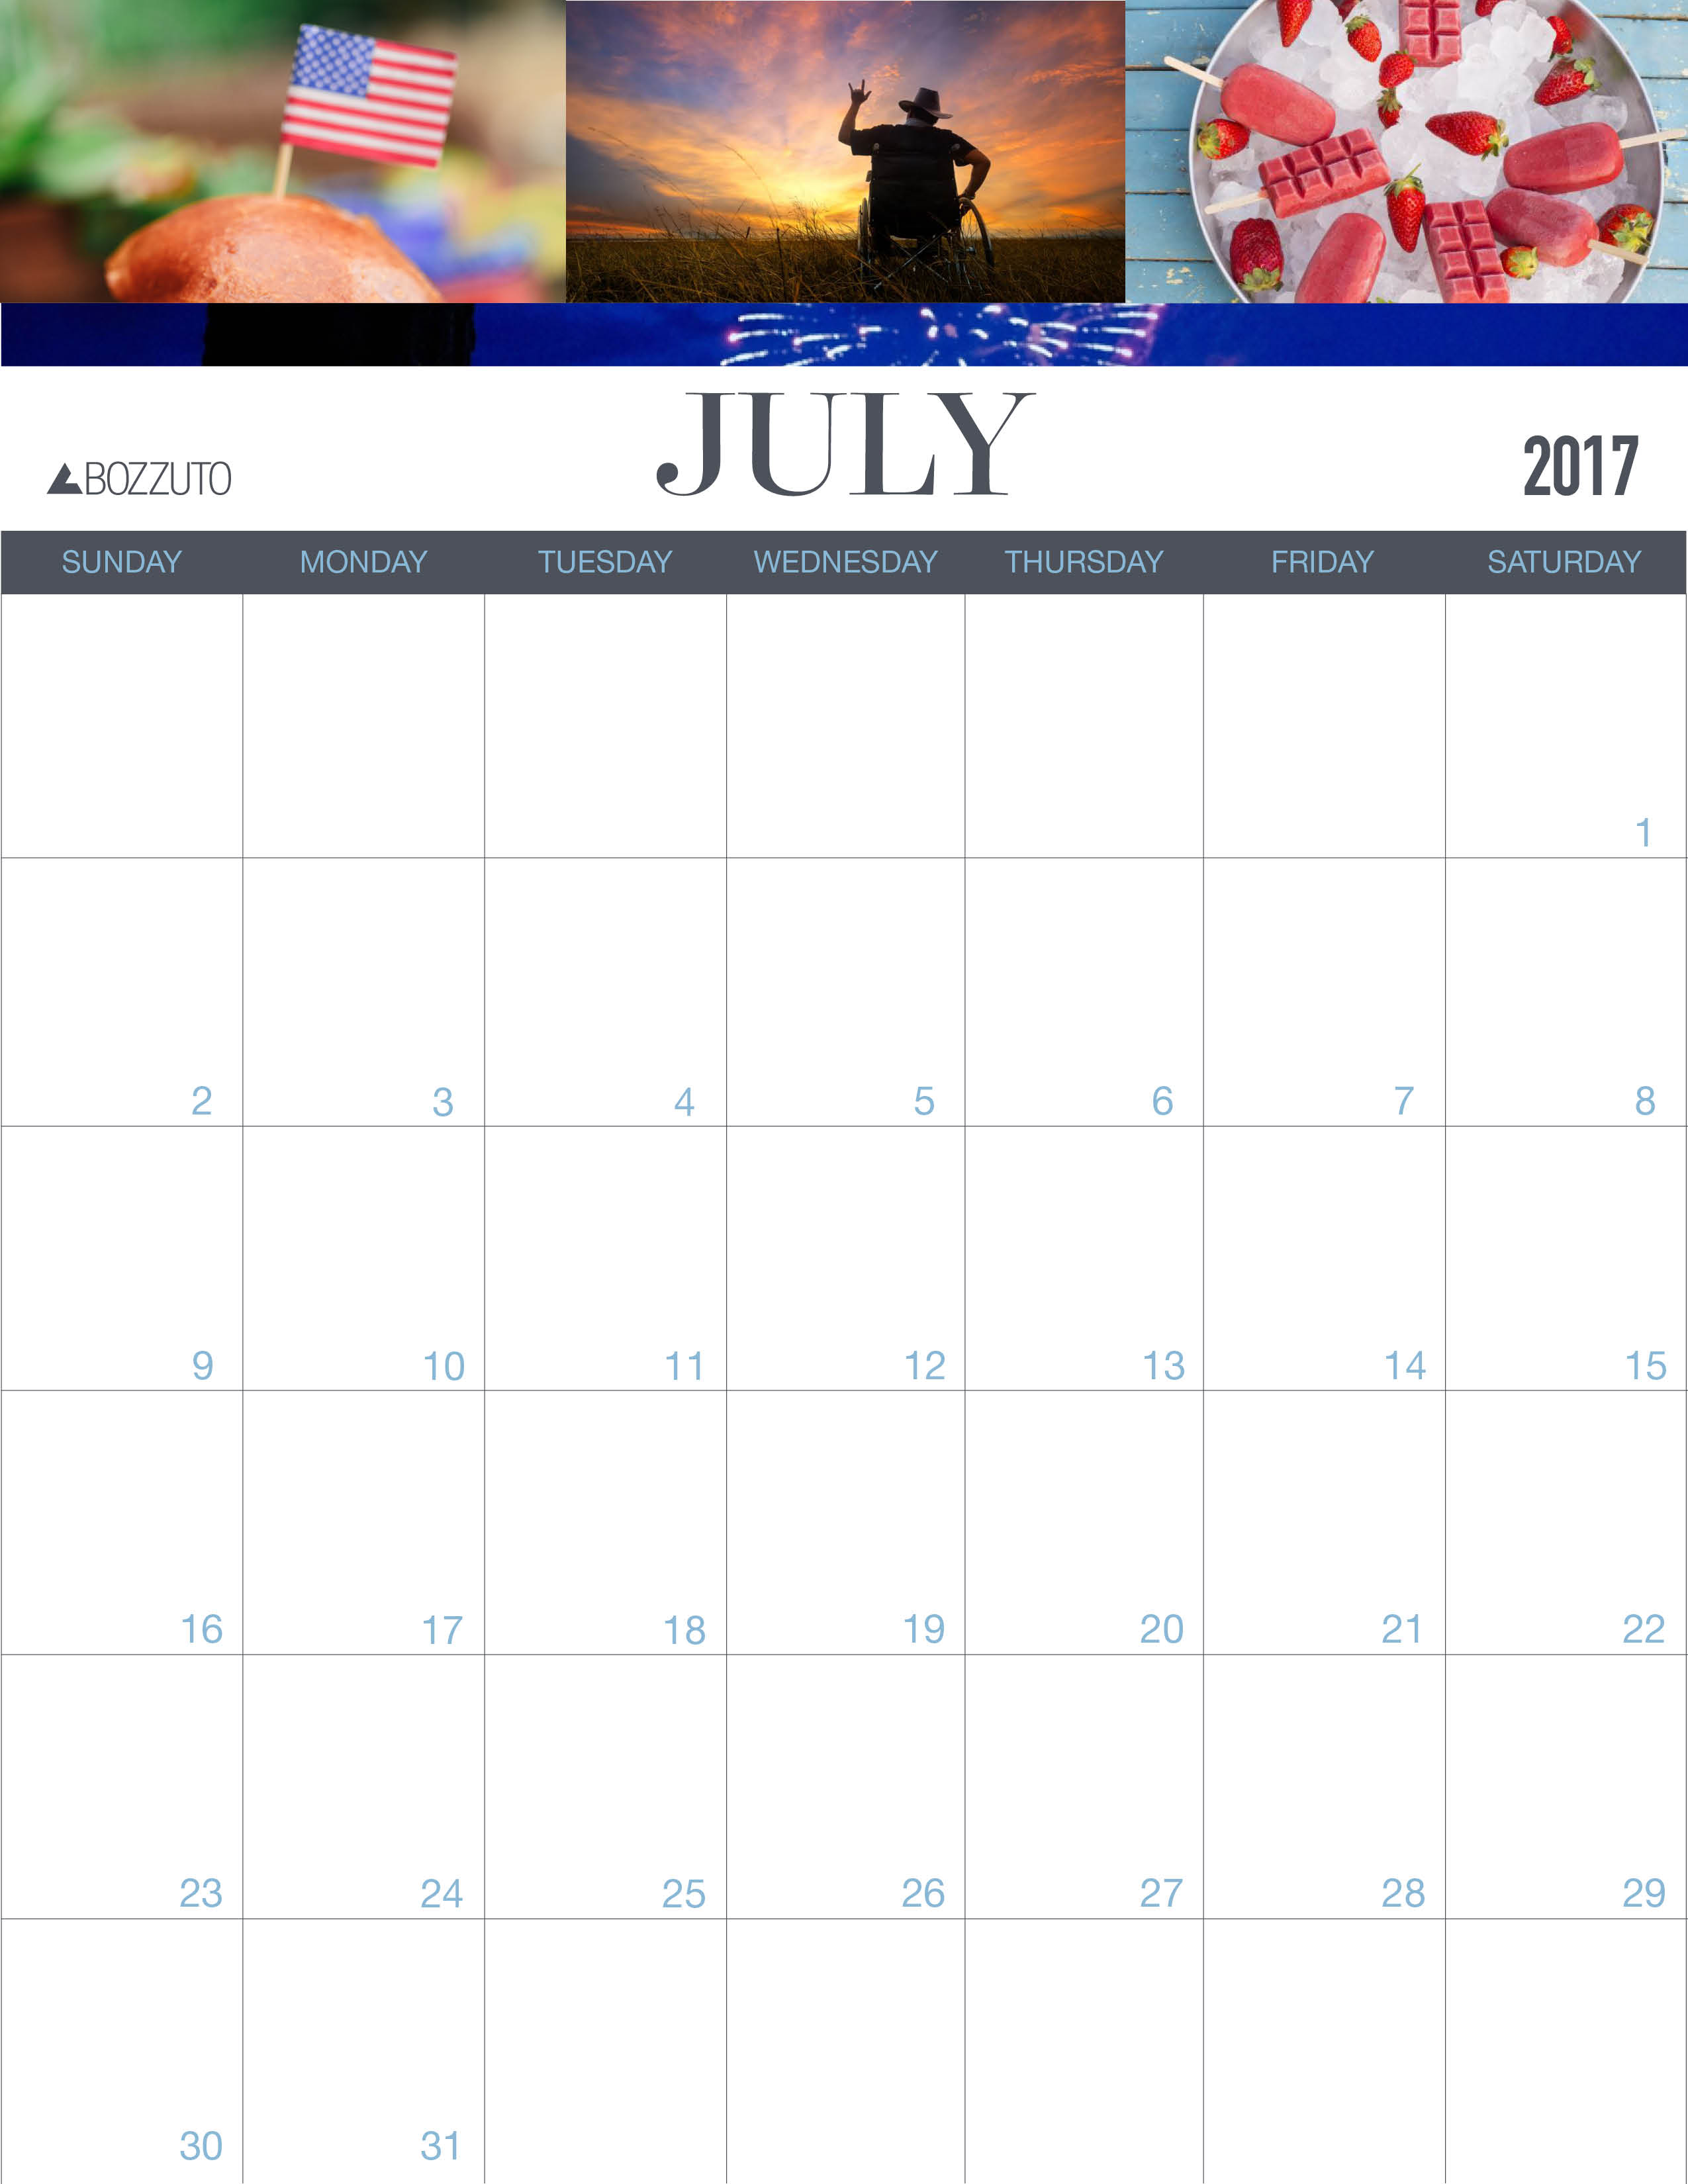 JULY
BOZZUTO
2017
SUNDAY MONDAY TUESDAY WEDNESDAY THURSDAY FRIDAY SATURDAY
1
2 3 4 5 6 7 8
9 10 11 12 13 14 15
16 17 18 19 20 21 22
23 24 25 26 27 28 29
30 31